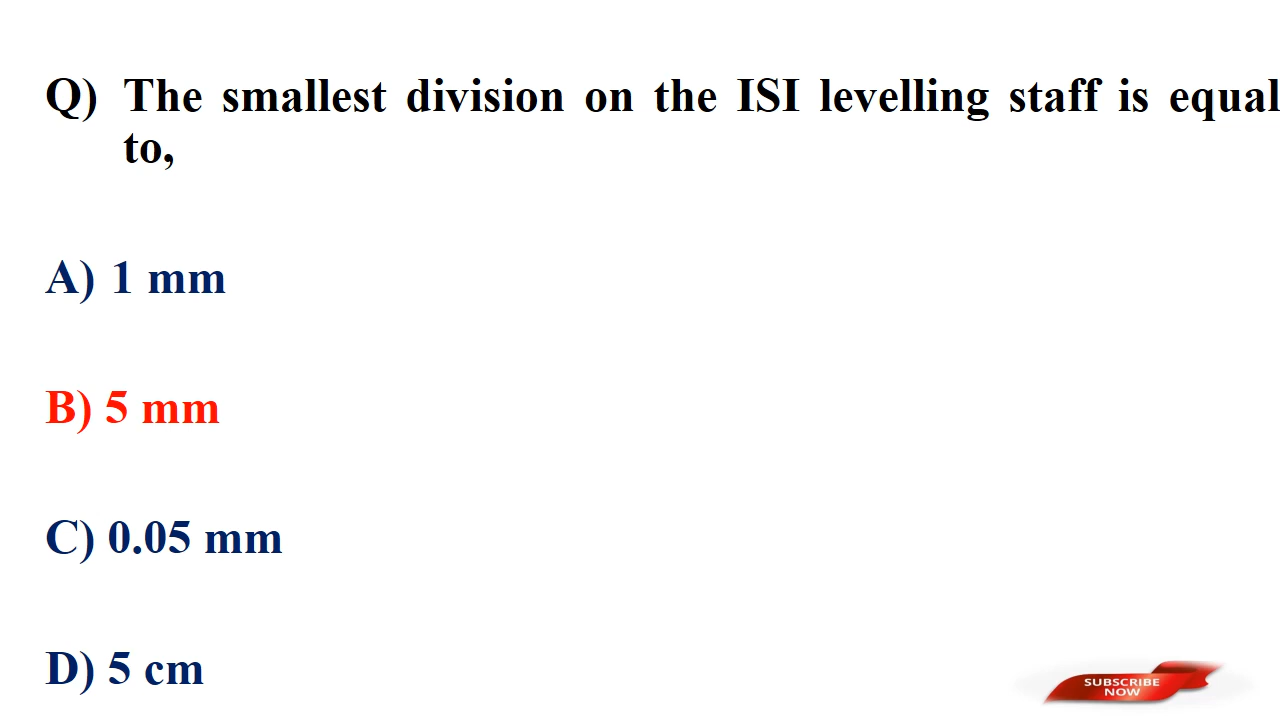 Q) The smallest division on the ISI levelling staff is equal
to,
A) 1 mm
B) 5 mm
C) 0.05 mm
D) 5 cm
SUBSCRIBE
NOW